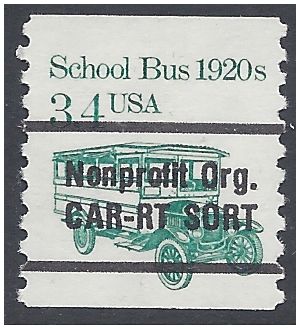 School Bus 1920s
3.4 USA
Nonprofit Org.
CAR-RT SORT